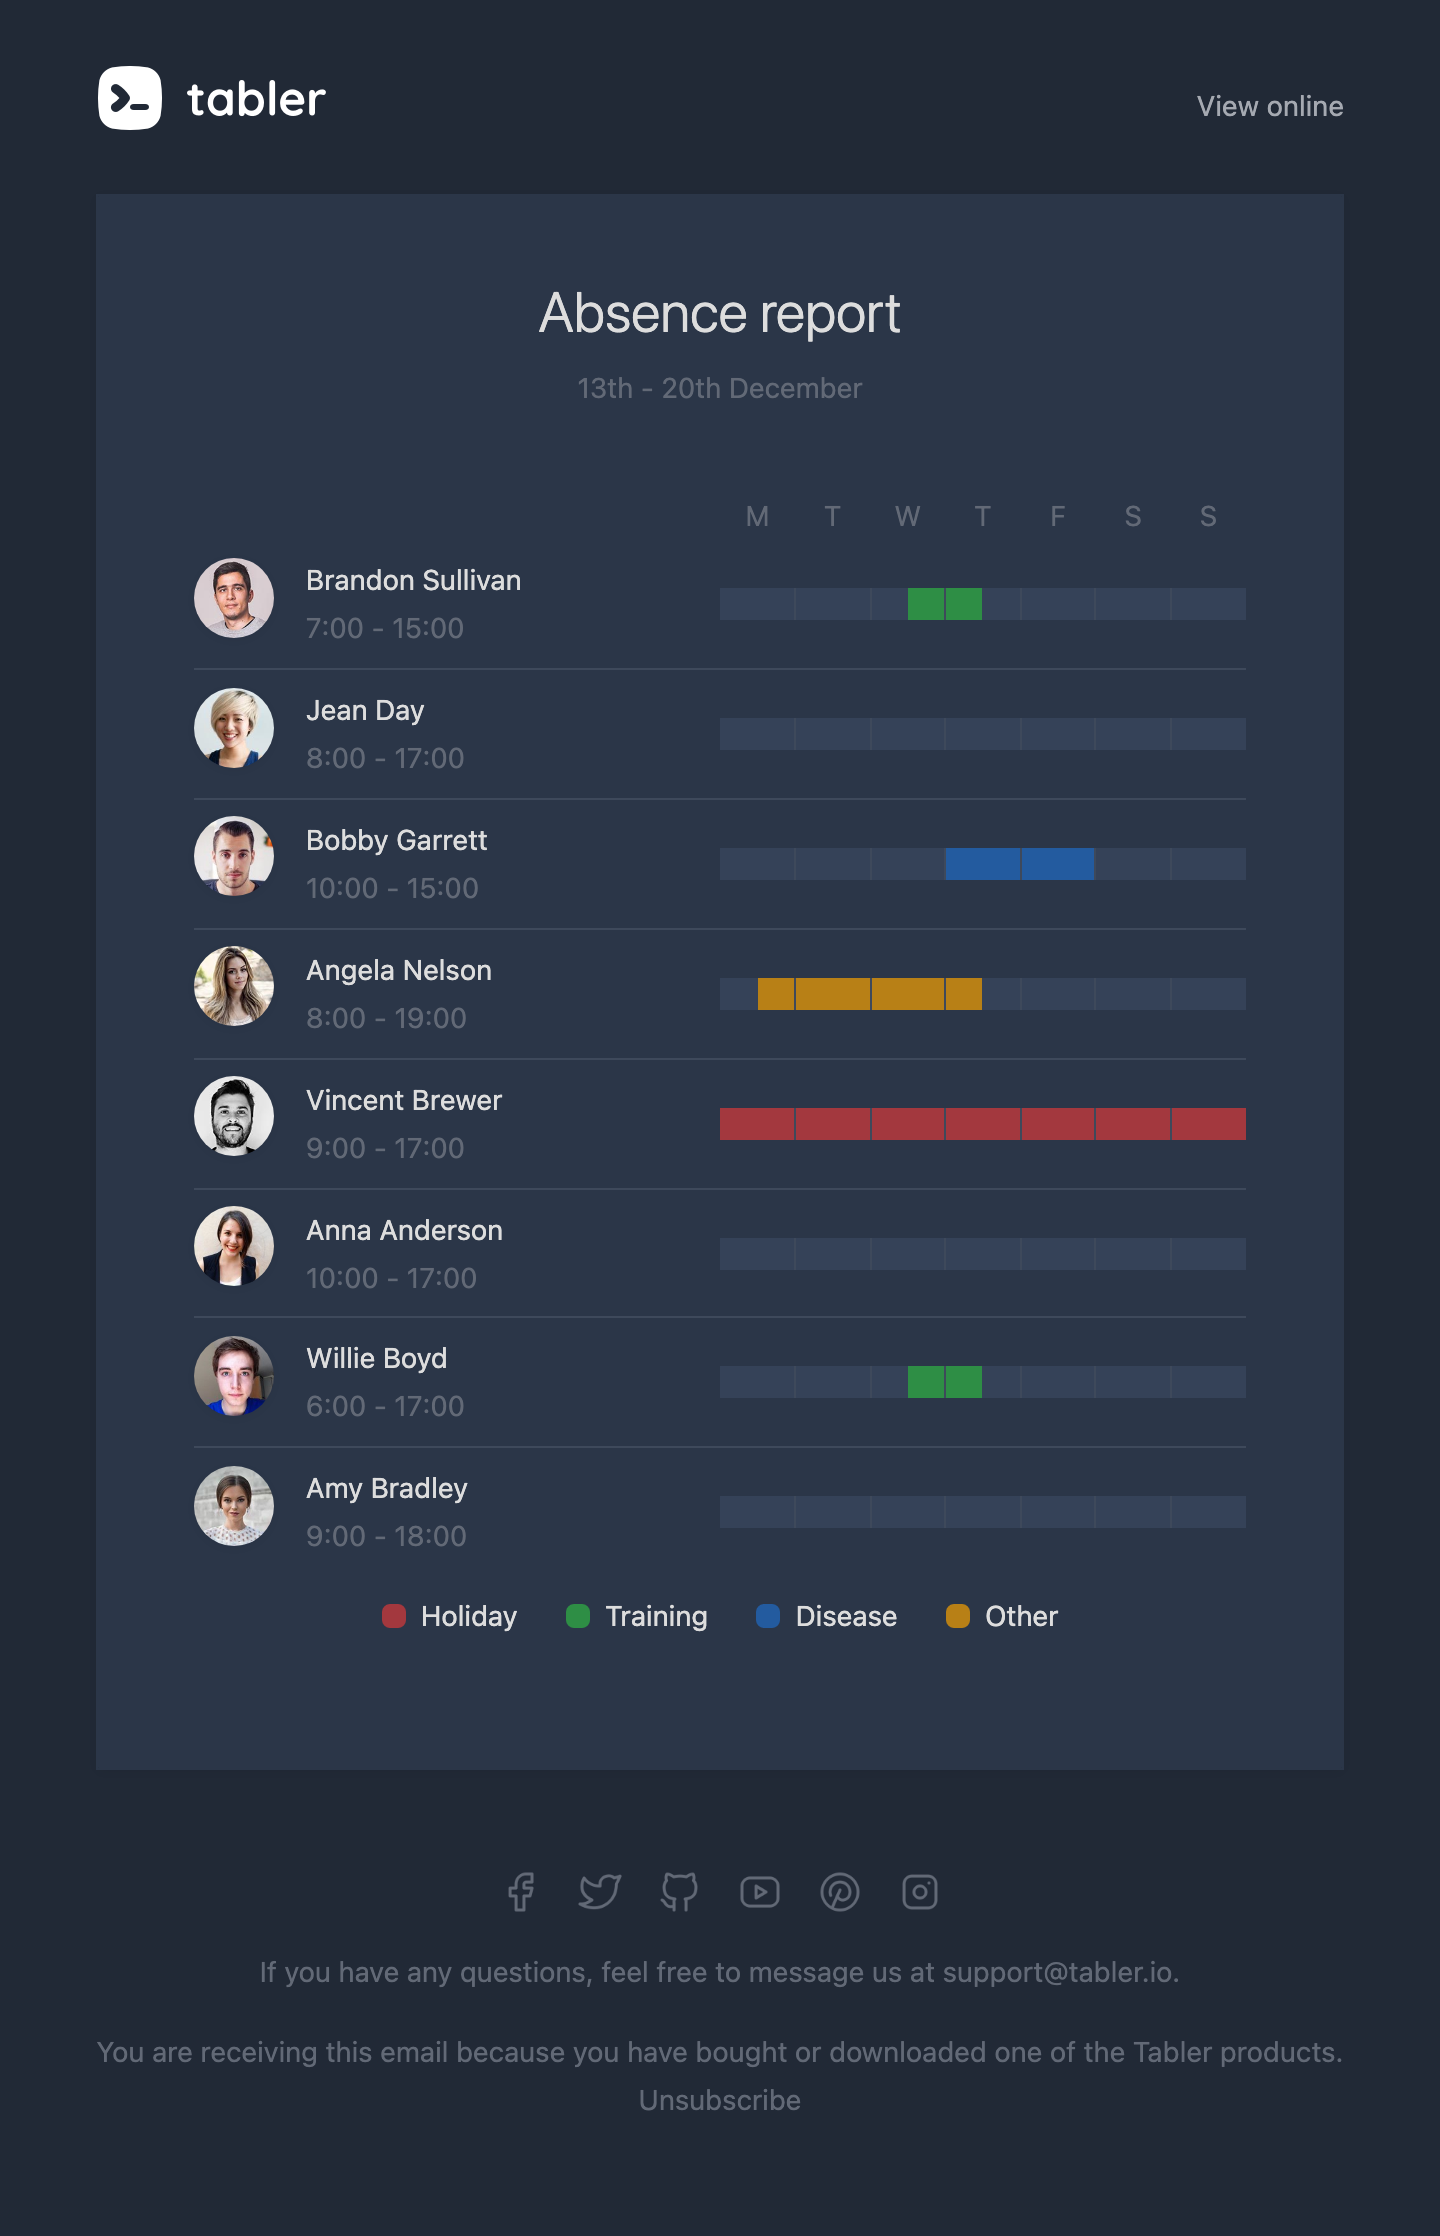 tabler
View online
Absence report
13th - 20th December
M T W T F S S
Brandon Sullivan
7:00 - 15:00
Jean Day
8:00 - 17:00
Bobby Garrett
10:00 - 15:00
Angela Nelson
8:00 - 19:00
Vincent Brewer
9:00 - 17:00
Anna Anderson
10:00 - 17:00
Willie Boyd
6:00 - 17:00
Amy Bradley
9:00 - 18:00
Holiday Training Disease Other
If you have any questions, feel free to message us at support@tabler.io.
You are receiving this email because you have bought or downloaded one of the Tabler products.
Unsubscribe